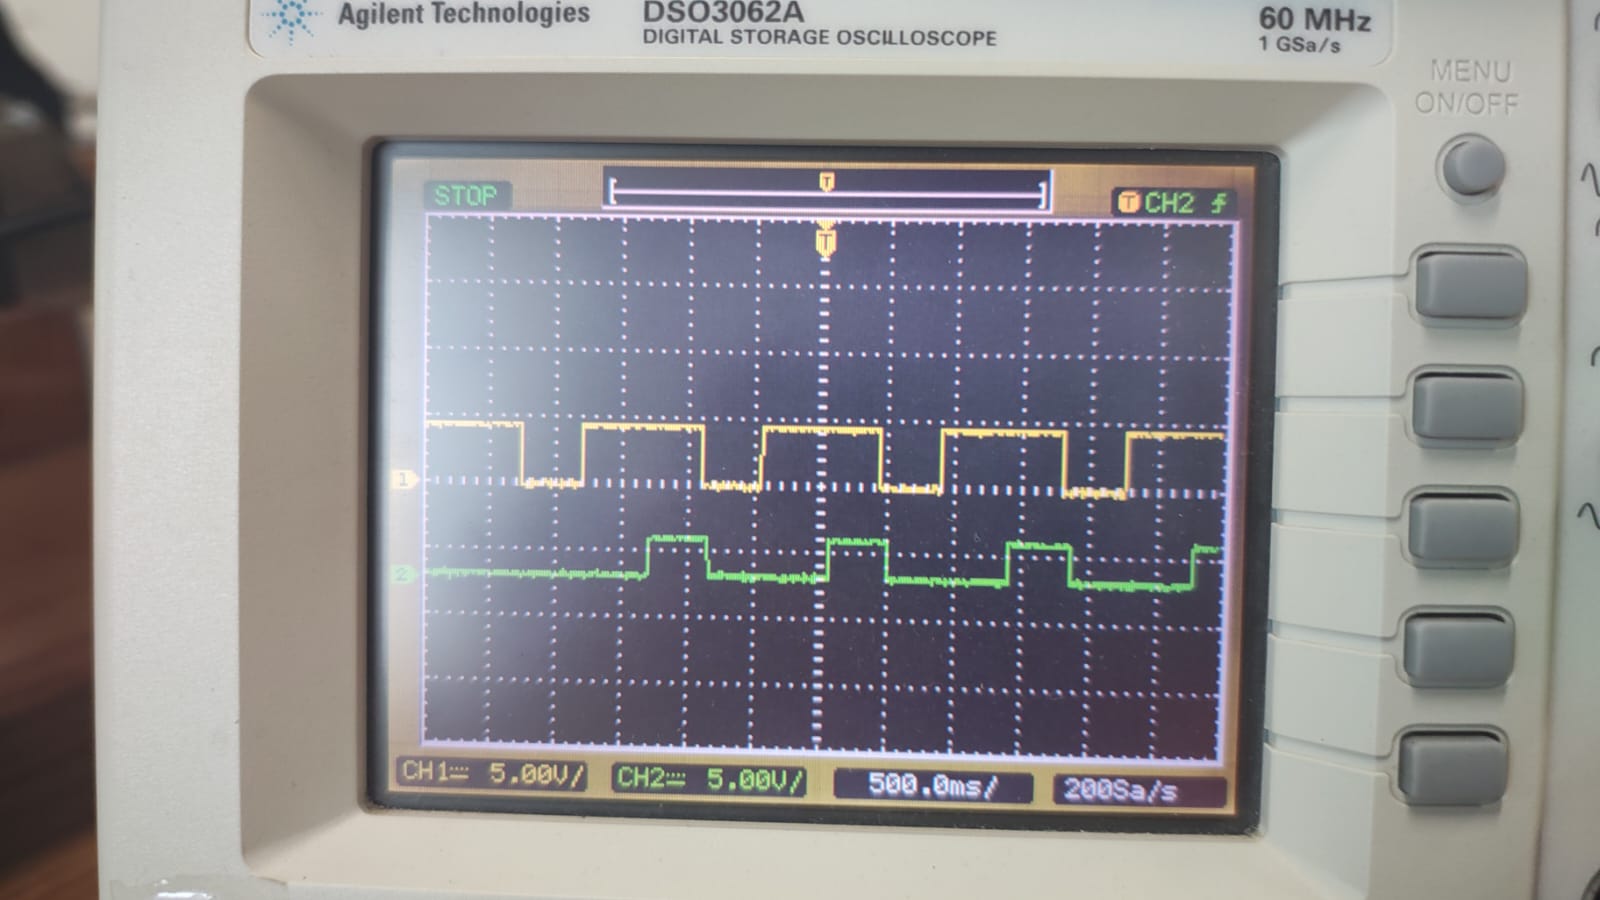 Agilent Technologies
DSO3062A
DIGITAL STORAGE OSCILLOSCOPE
60 MHz
1 GSa/s
MENU
ON/OFF
STOP
T
T CH2
T
1
2
CH1 5.00V/
CH2 5.00V/
500.0ms/
200Sa/s